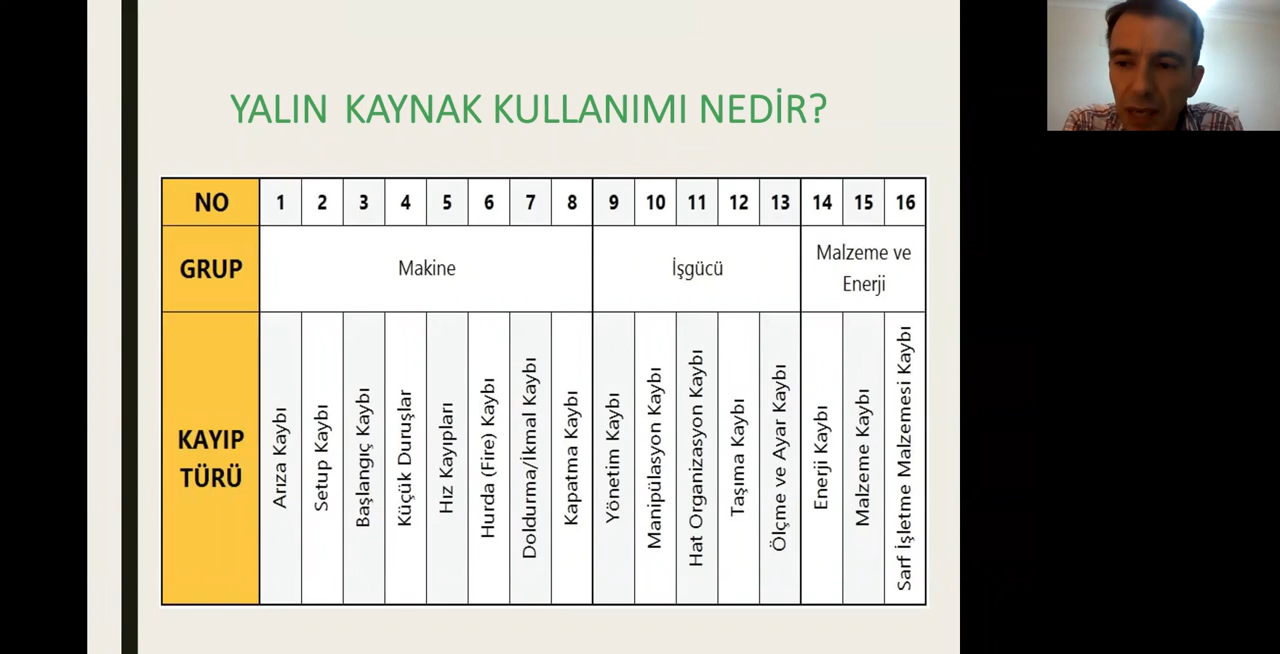 YALIN KAYNAK KULLANIMI NEDİR?
NO 1 2 3 4 5 6 7 8 9 10 11 12 13 14 15 16
GRUP
Makine
İşgücü
Malzeme ve
Enerji
KAYIP
TÜRÜ
Arıza Kaybı
Setup Kaybı
Başlangıç Kaybı
Küçük Duruşlar
Hız Kayıpları
Hurda (Fire) Kaybı
Doldurma/İkmal Kaybı
Kapatma Kaybı
Yönetim Kaybı
Manipülasyon Kaybı
Hat Organizasyon Kaybı
Taşıma Kaybı
Ölçme ve Ayar Kaybı
Enerji Kaybı
Malzeme Kaybı
Sarf İşletme Malzemesi Kaybı